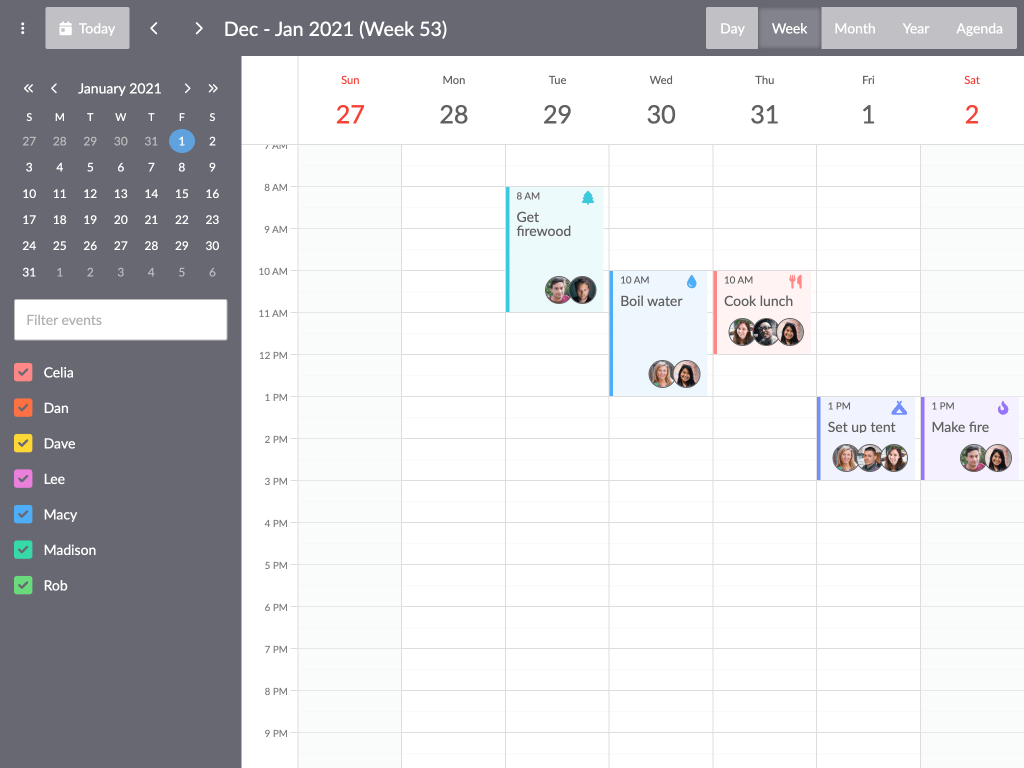 Today
Dec - Jan 2021 (Week 53)
Day Week Month Year Agenda
January 2021
S M T W T F S
27 28 29 30 31 1 2
3 4 5 6 7 8 9
10 11 12 13 14 15 16
17 18 19 20 21 22 23
24 25 26 27 28 29 30
31 1 2 3 4 5 6
Filter events
Celia
Dan
Dave
Lee
Macy
Madison
Rob
Sun Mon Tue Wed Thu Fri Sat
27 28 29 30 31 1 2
7 AM
8 AM
9 AM
10 AM
11 AM
12 PM
1 PM
2 PM
3 PM
4 PM
5 PM
6 PM
7 PM
8 PM
9 PM
8 AM
Get
firewood
10 AM
Boil water
10 AM
Cook lunch
1 PM
Set up tent
1 PM
Make fire